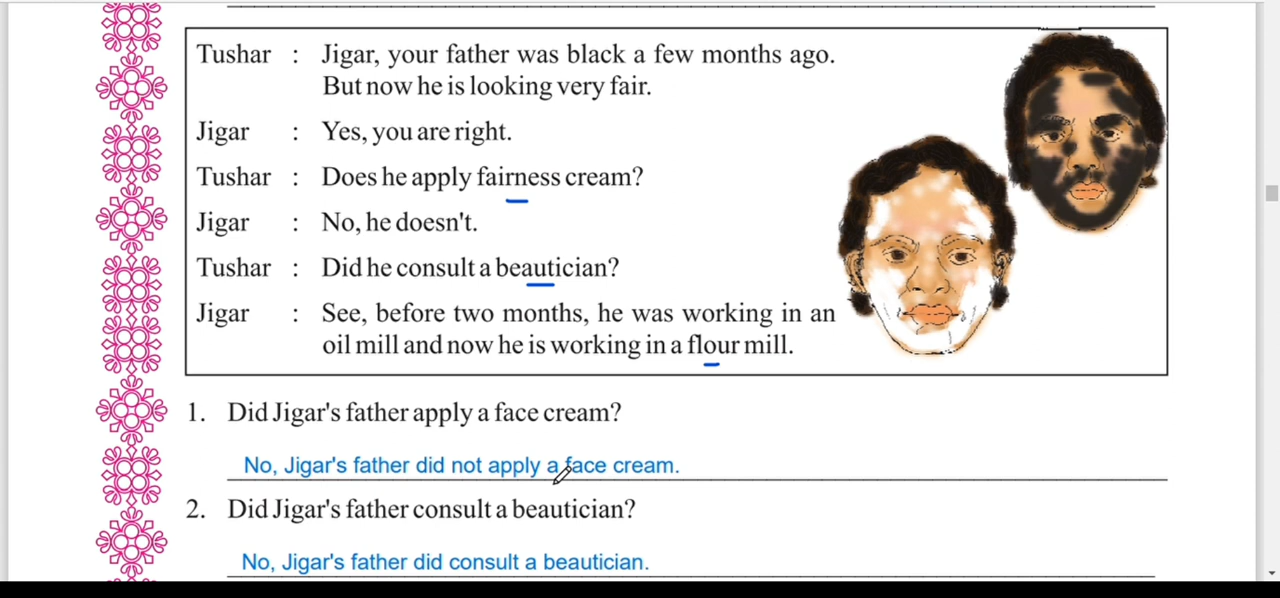 Tushar : Jigar, your father was black a few months ago.
But now he is looking very fair.
Jigar : Yes, you are right.
Tushar : Does he apply fairness cream?
Jigar : No, he doesn't.
Tushar : Did he consult a beautician?
Jigar : See, before two months, he was working in an
oil mill and now he is working in a flour mill.
1. Did Jigar's father apply a face cream?
No, Jigar's father did not apply a face cream.
2. Did Jigar's father consult a beautician?
No, Jigar's father did consult a beautician.